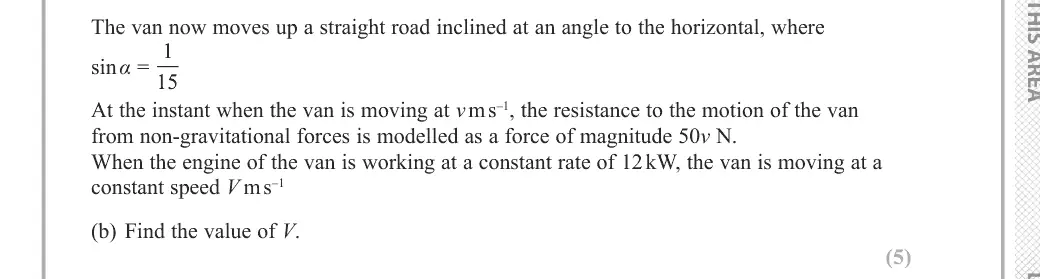 The van now moves up a straight road inclined at an angle to the horizontal, where
sin α = 1/15
At the instant when the van is moving at v m s⁻¹, the resistance to the motion of the van
from non-gravitational forces is modelled as a force of magnitude 50v N.
When the engine of the van is working at a constant rate of 12 kW, the van is moving at a
constant speed V m s⁻¹
(b) Find the value of V.
(5)
THIS AREA